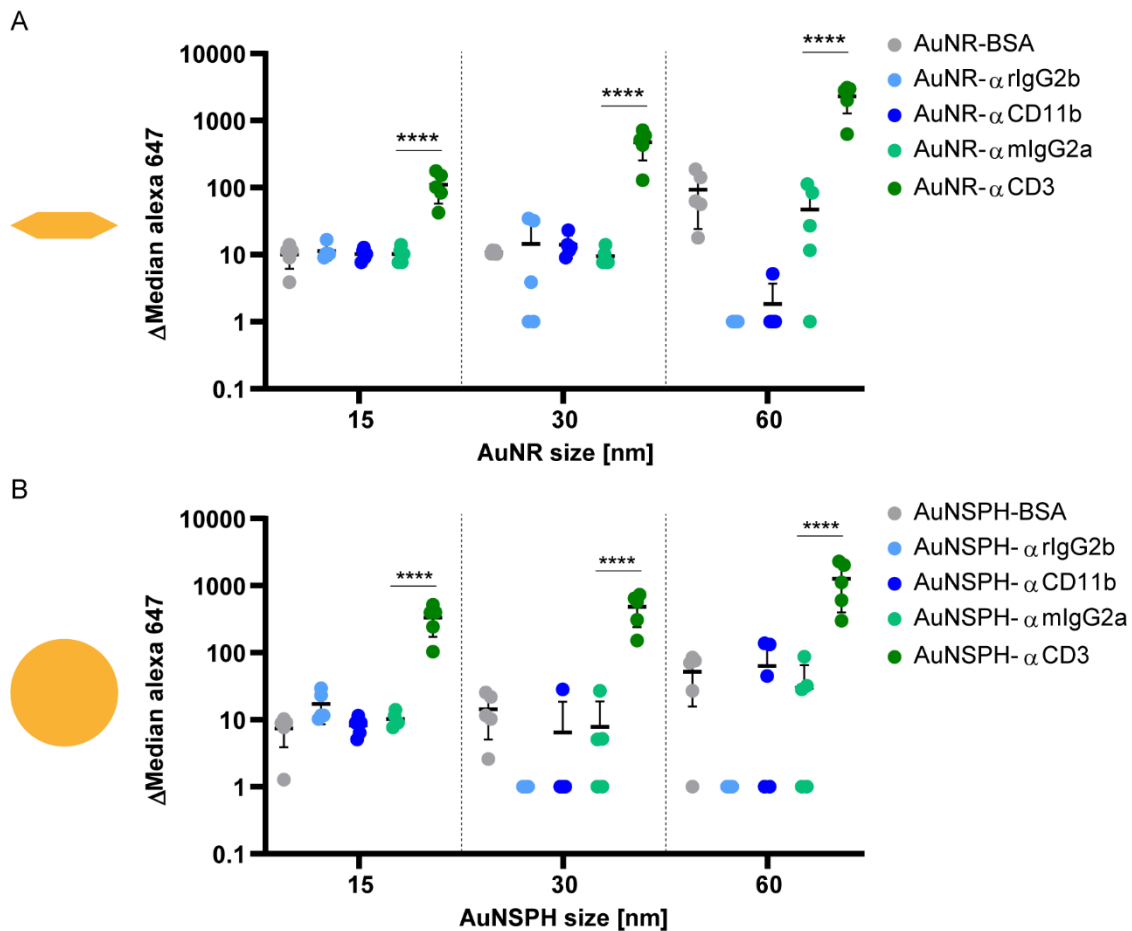 A
ΔMedian alexa 647
10000
1000
100
10
1
0.1
****
****
****
15
30
60
AuNR size [nm]
AuNR-BSA
AuNR-αrIgG2b
AuNR-αCD11b
AuNR-αmIgG2a
AuNR-αCD3
B
ΔMedian alexa 647
10000
1000
100
10
1
0.1
****
****
****
15
30
60
AuNSPH size [nm]
AuNSPH-BSA
AuNSPH-αrIgG2b
AuNSPH-αCD11b
AuNSPH-αmIgG2a
AuNSPH-αCD3